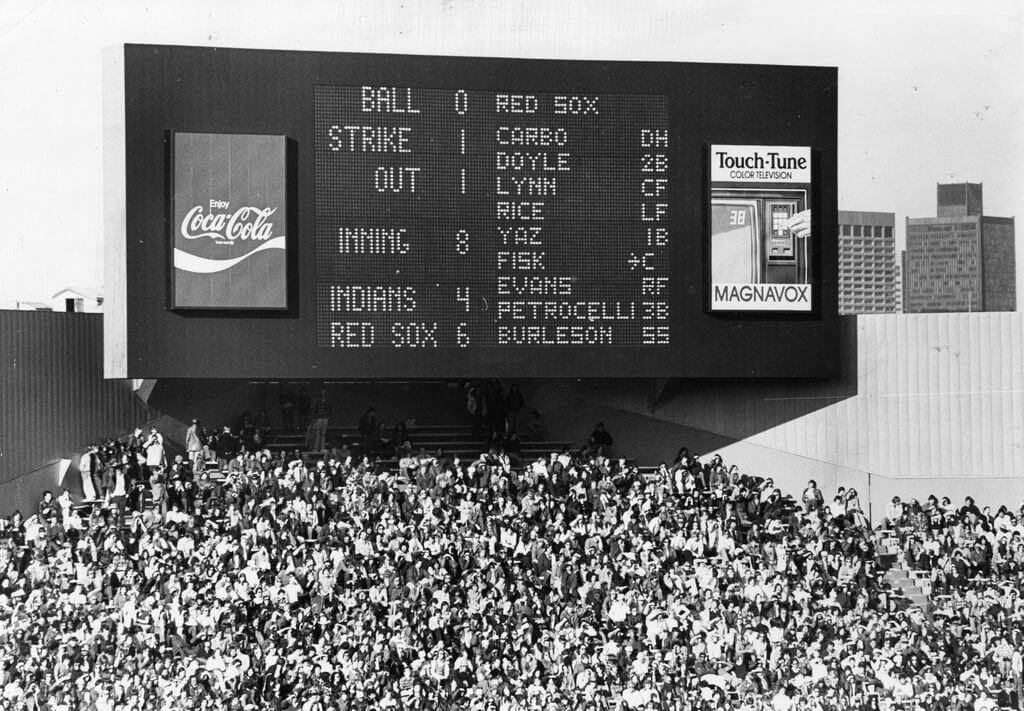 BALL 0
STRIKE 1
OUT 1
INNING 8
INDIANS 4
RED SOX 6
RED SOX
CARBO DH
DOYLE 2B
LYNN CF
RICE LF
YAZ 1B
FISK →C
EVANS RF
PETROCELLI 3B
BURLESON SS
Enjoy
Coca-Cola
Touch-Tune
COLOR TELEVISION
38
MAGNAVOX